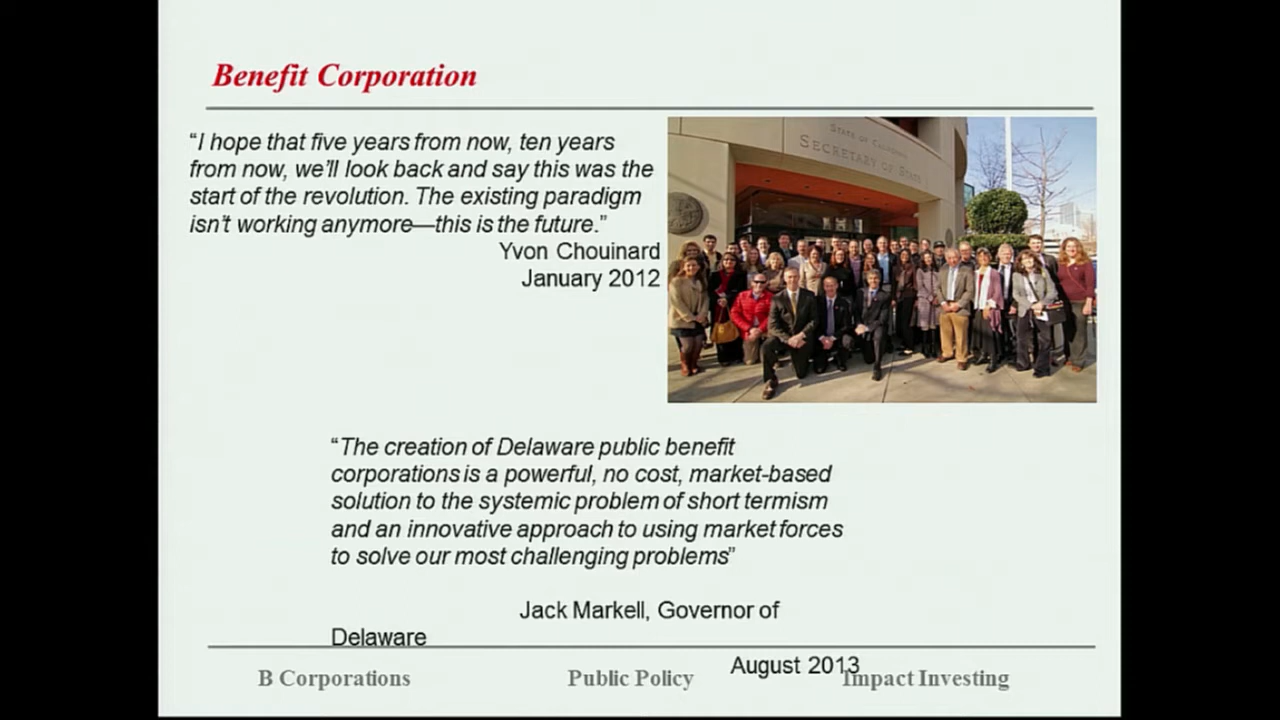 Benefit Corporation
“I hope that five years from now, ten years
from now, we’ll look back and say this was the
start of the revolution. The existing paradigm
isn’t working anymore—this is the future.”
Yvon Chouinard
January 2012
STATE OF CALIFORNIA
SECRETARY OF STATE
“The creation of Delaware public benefit
corporations is a powerful, no cost, market-based
solution to the systemic problem of short termism
and an innovative approach to using market forces
to solve our most challenging problems”
Jack Markell, Governor of
Delaware
August 2013
B Corporations
Public Policy
Impact Investing